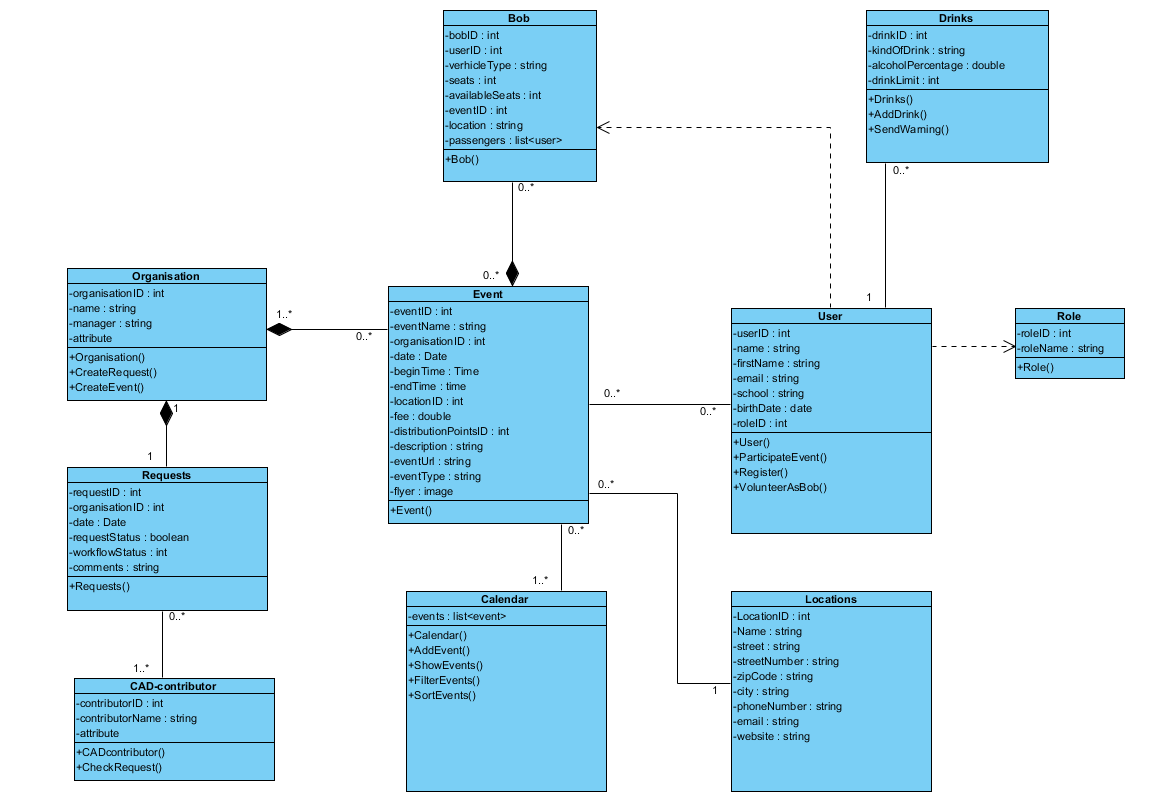 Bob
-bobID : int
-userID : int
-verhicleType : string
-seats : int
-availableSeats : int
-eventID : int
-location : string
-passengers : list<user>
+Bob()
0..*
Drinks
-drinkID : int
-kindOfDrink : string
-alcoholPercentage : double
-drinkLimit : int
+Drinks()
+AddDrink()
+SendWarning()
0..*
1
Organisation
-organisationID : int
-name : string
-manager : string
-attribute
+Organisation()
+CreateRequest()
+CreateEvent()
1..*
0..*
1
1
0..*
Event
-eventID : int
-eventName : string
-organisationID : int
-date : Date
-beginTime : Time
-endTime : time
-locationID : int
-fee : double
-distributionPointsID : int
-description : string
-eventUrl : string
-eventType : string
-flyer : image
+Event()
0..*
0..*
0..*
1
0..*
1..*
User
-userID : int
-name : string
-firstName : string
-email : string
-school : string
-birthDate : date
-roleID : int
+User()
+ParticipateEvent()
+Register()
+VolunteerAsBob()
Role
-roleID : int
-roleName : string
+Role()
Requests
-requestID : int
-organisationID : int
-date : Date
-requestStatus : boolean
-workflowStatus : int
-comments : string
+Requests()
0..*
1..*
CAD-contributor
-contributorID : int
-contributorName : string
-attribute
+CADcontributor()
+CheckRequest()
Calendar
-events : list<event>
+Calendar()
+AddEvent()
+ShowEvents()
+FilterEvents()
+SortEvents()
Locations
-LocationID : int
-Name : string
-street : string
-streetNumber : string
-zipCode : string
-city : string
-phoneNumber : string
-email : string
-website : string